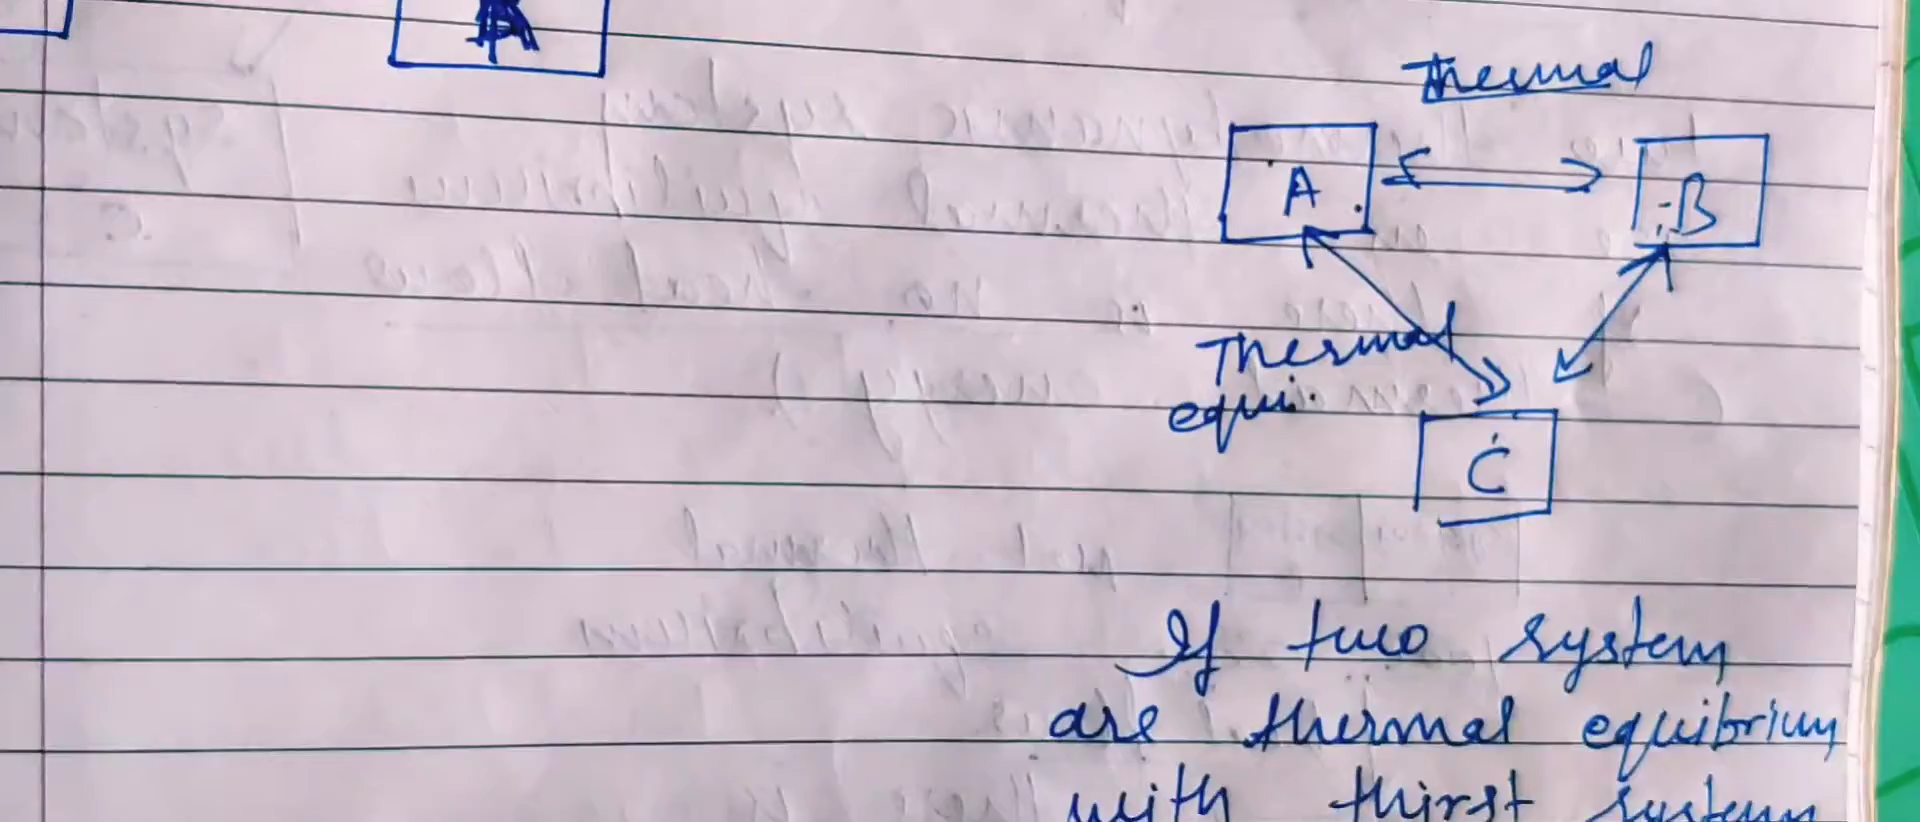 A
Thermal
A
B
Thermal
equi.
C
If two system
are thermal equibrium
with thirst system